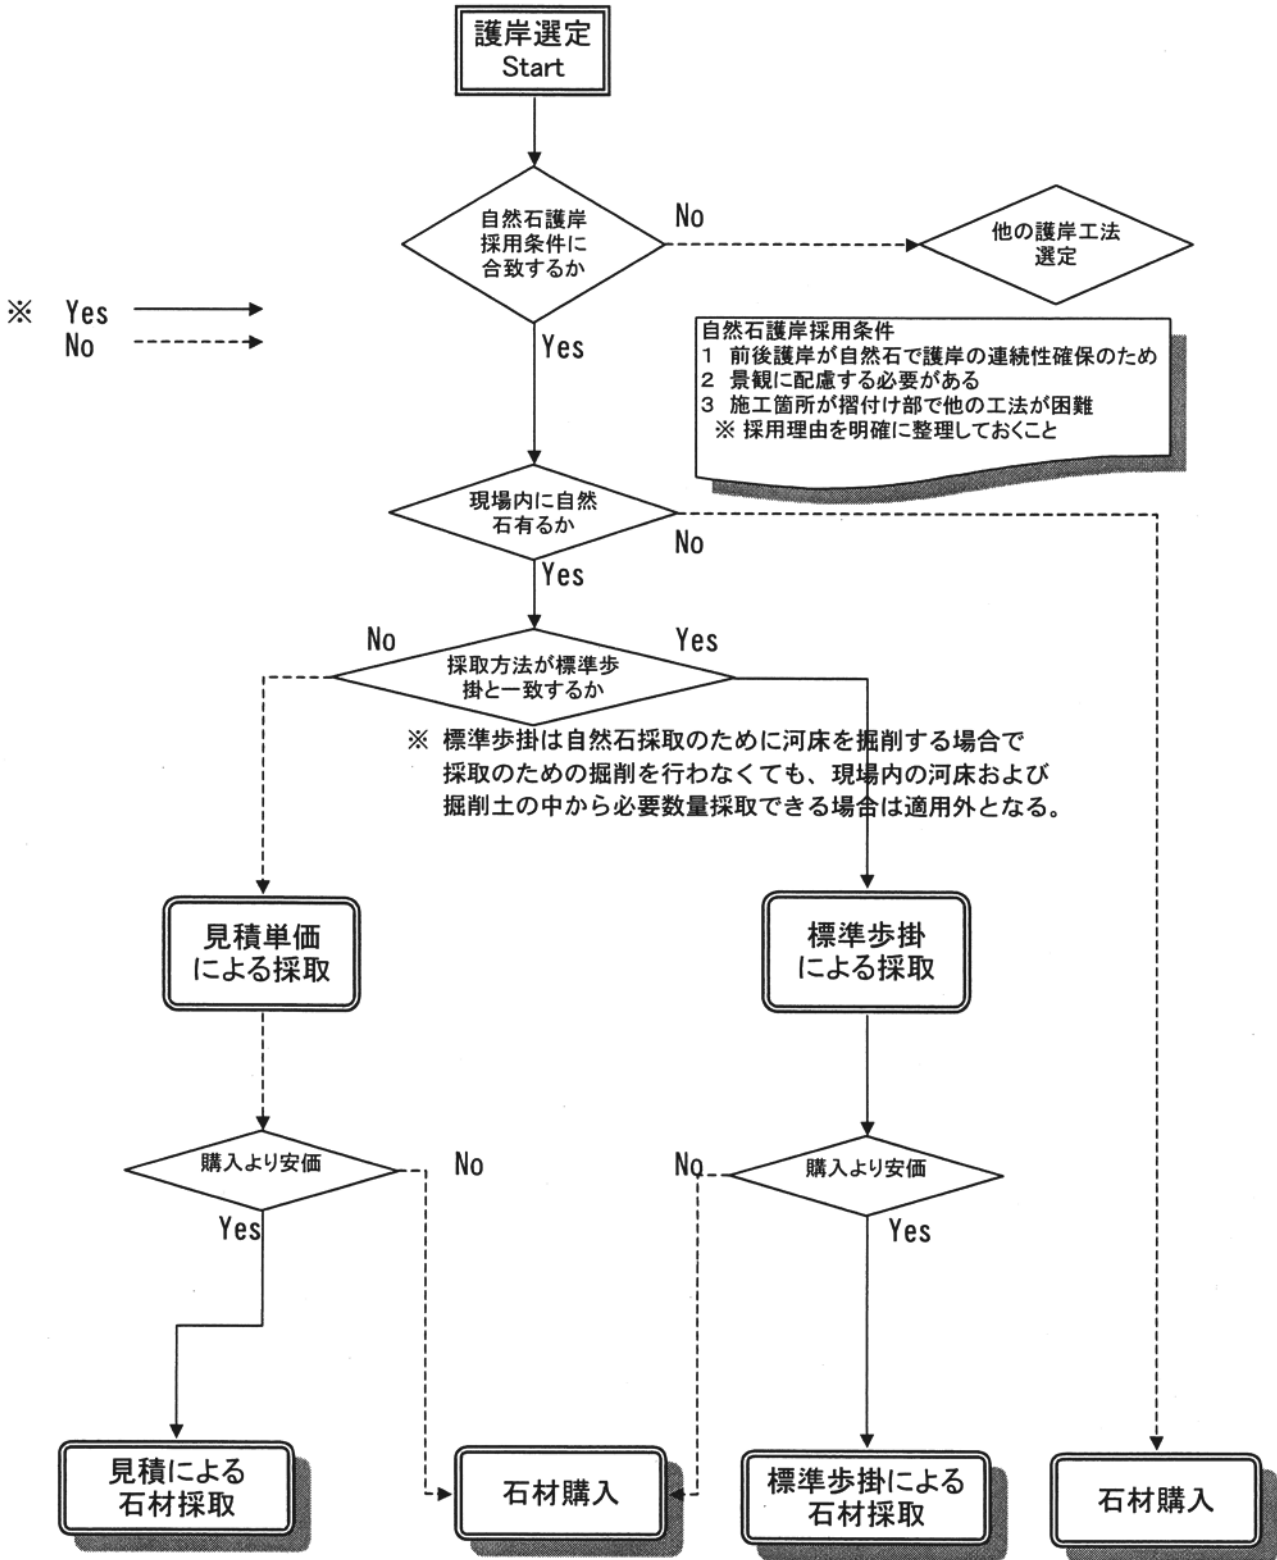 護岸選定
Start
自然石護岸
採用条件に
合致するか
No
他の護岸工法
選定
※ Yes
No
Yes
自然石護岸採用条件
1 前後護岸が自然石で護岸の連続性確保のため
2 景観に配慮する必要がある
3 施工箇所が摺付け部で他の工法が困難
※ 採用理由を明確に整理しておくこと
現場内に自然
石有るか
No
Yes
No
Yes
採取方法が標準歩
掛と一致するか
※ 標準歩掛は自然石採取のために河床を掘削する場合で
採取のための掘削を行わなくても、現場内の河床および
掘削土の中から必要数量採取できる場合は適用外となる。
見積単価
による採取
標準歩掛
による採取
購入より安価
No
Yes
No
購入より安価
Yes
見積による
石材採取
石材購入
標準歩掛による
石材採取
石材購入